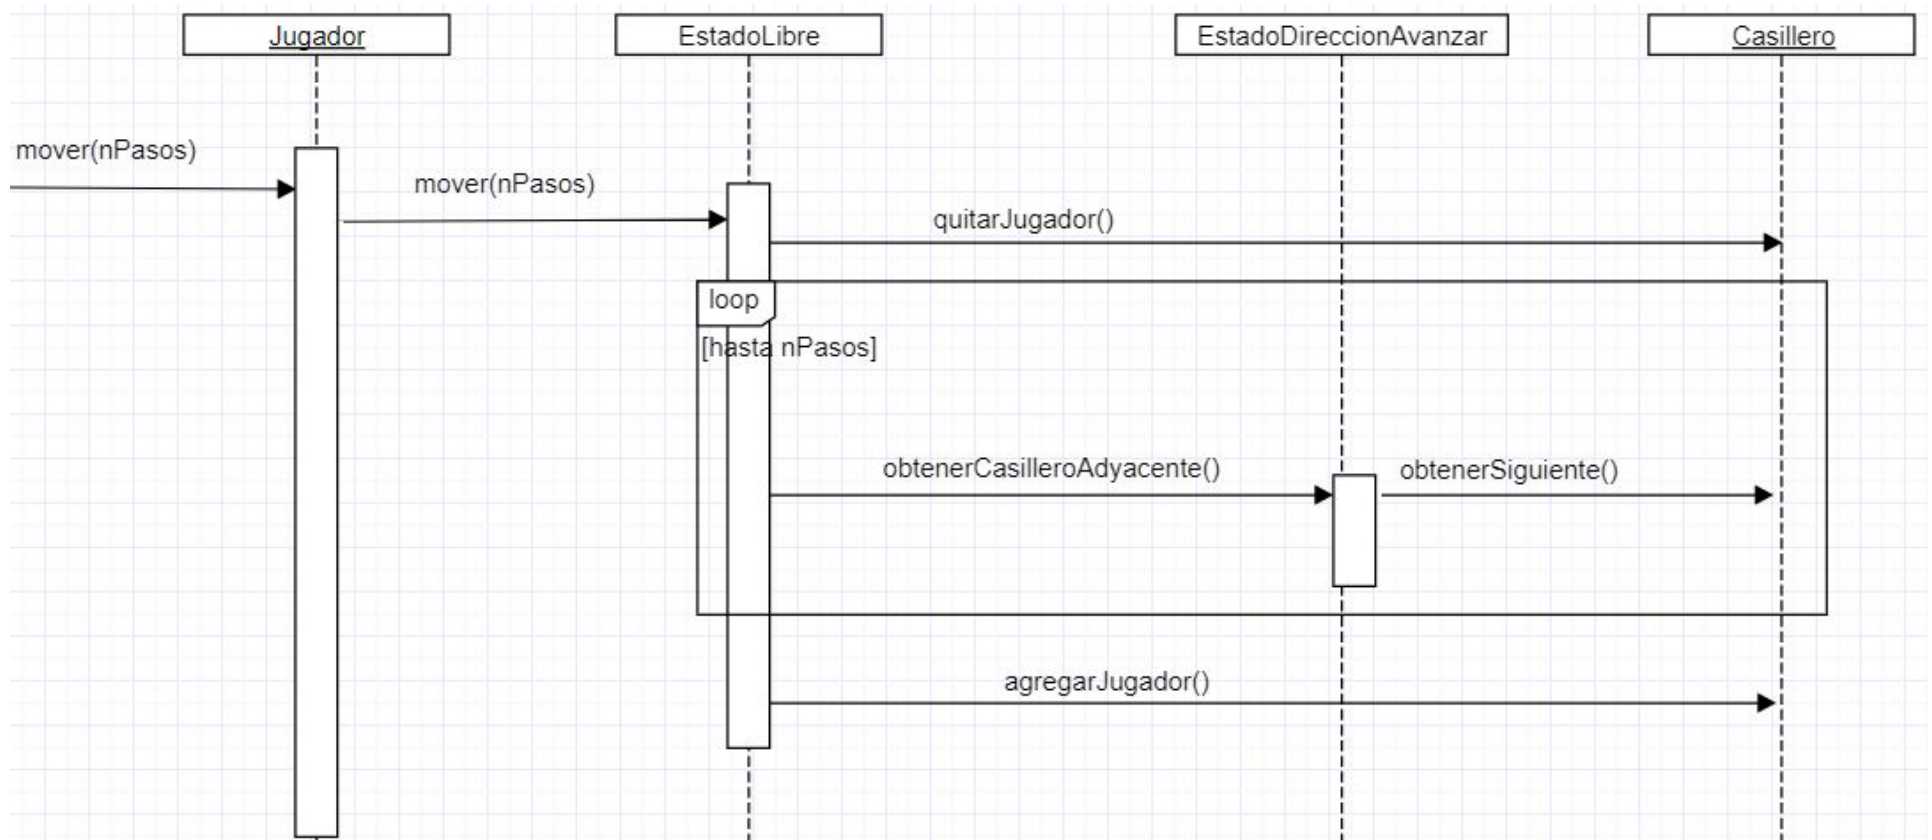 Jugador
EstadoLibre
EstadoDireccionAvanzar
Casillero
mover(nPasos)
mover(nPasos)
quitarJugador()
loop
[hasta nPasos]
obtenerCasilleroAdyacente()
obtenerSiguiente()
agregarJugador()